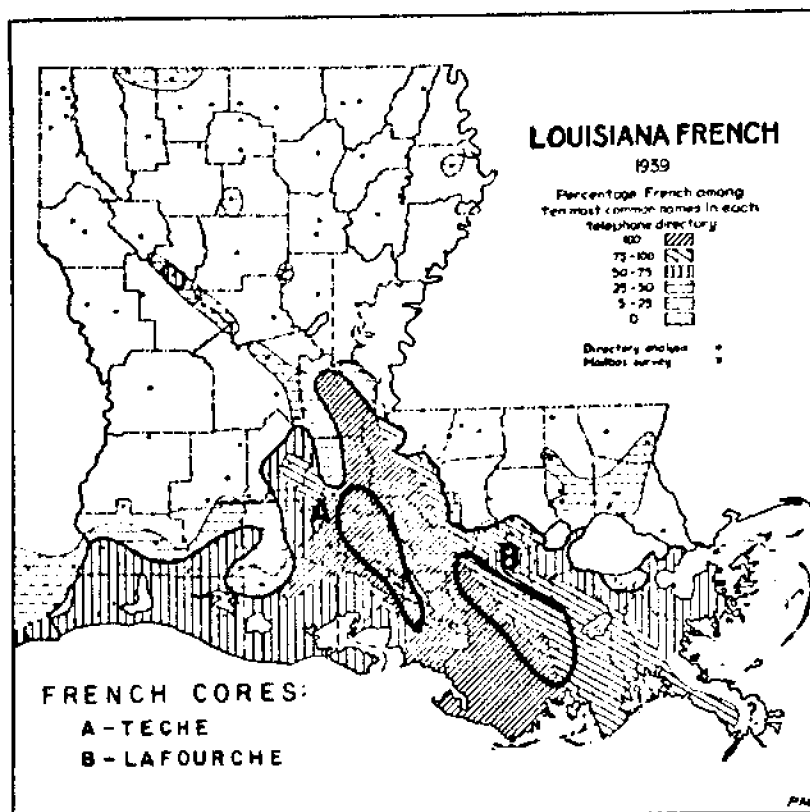 LOUISIANA FRENCH
1939
Percentage French among
ten most common names in each
telephone directory
100
75-100
50-75
25-50
5-25
0
Directory analysis
Mailbox survey
A
B
FRENCH CORES:
A-TECHE
B-LAFOURCHE